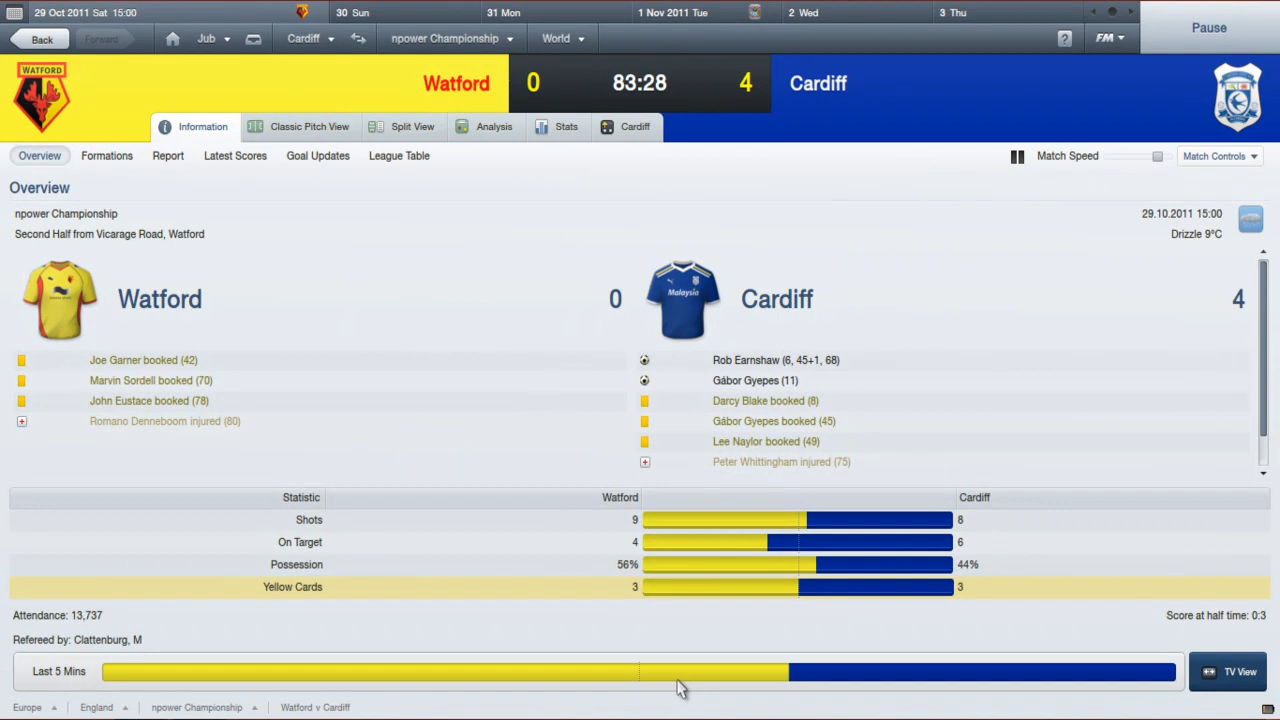 29 Oct 2011 Sat 15:00 30 Sun 31 Mon 1 Nov 2011 Tue 2 Wed 3 Thu
Back Forward Jub Cardiff npower Championship World ? FM Pause
WATFORD Watford 0 83:28 4 Cardiff
Information Classic Pitch View Split View Analysis Stats Cardiff
Overview Formations Report Latest Scores Goal Updates League Table Match Speed Match Controls
Overview
npower Championship 29.10.2011 15:00
Second Half from Vicarage Road, Watford Drizzle 9°C
Watford 0 Malaysia Cardiff 4
Joe Garner booked (42) Rob Earnshaw (6, 45+1, 68)
Marvin Sordell booked (70) Gábor Gyepes (11)
John Eustace booked (78) Darcy Blake booked (8)
Romano Denneboom injured (80) Gábor Gyepes booked (45)
Lee Naylor booked (49)
Peter Whittingham injured (75)
Statistic Watford Cardiff
Shots 9 8
On Target 4 6
Possession 56% 44%
Yellow Cards 3 3
Attendance: 13,737 Score at half time: 0:3
Refereed by: Clattenburg, M
Last 5 Mins TV View
Europe England npower Championship Watford v Cardiff